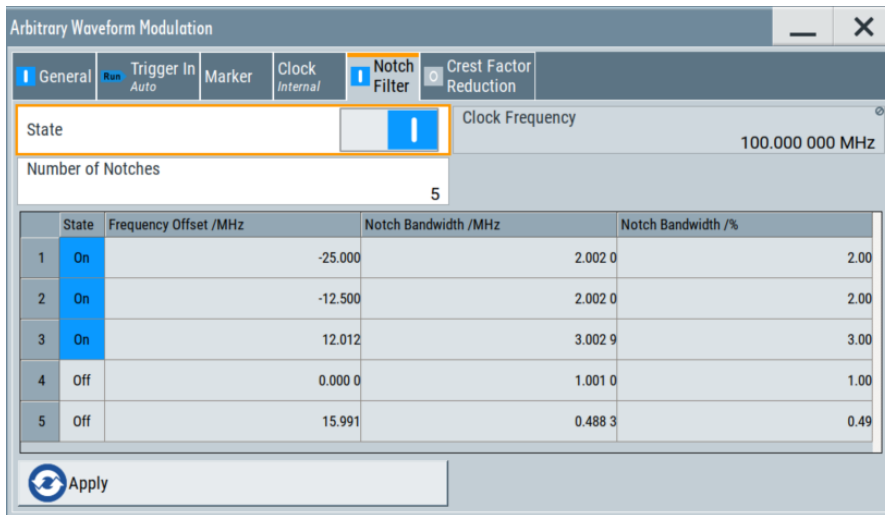 Arbitrary Waveform Modulation
General
Run
Trigger In
Auto
Marker
Clock
Internal
Notch
Filter
Crest Factor
Reduction
State
Clock Frequency
100.000 000 MHz
Number of Notches
5
State Frequency Offset /MHz Notch Bandwidth /MHz Notch Bandwidth /%
1 On -25.000 2.002 0 2.00
2 On -12.500 2.002 0 2.00
3 On 12.012 3.002 9 3.00
4 Off 0.000 0 1.001 0 1.00
5 Off 15.991 0.488 3 0.49
Apply